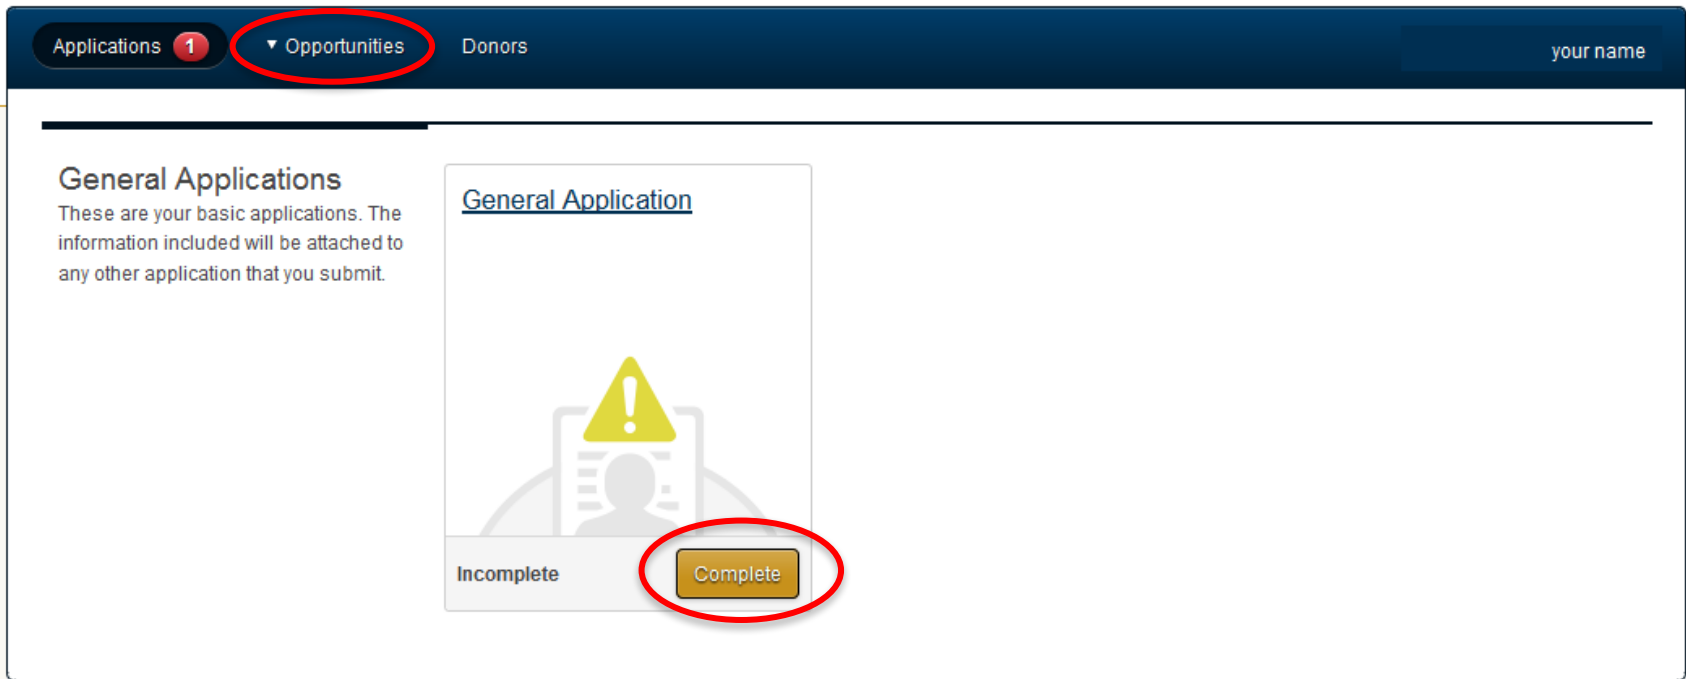 Applications 1 ▼ Opportunities Donors your name
General Applications
These are your basic applications. The
information included will be attached to
any other application that you submit.
General Application
Incomplete Complete